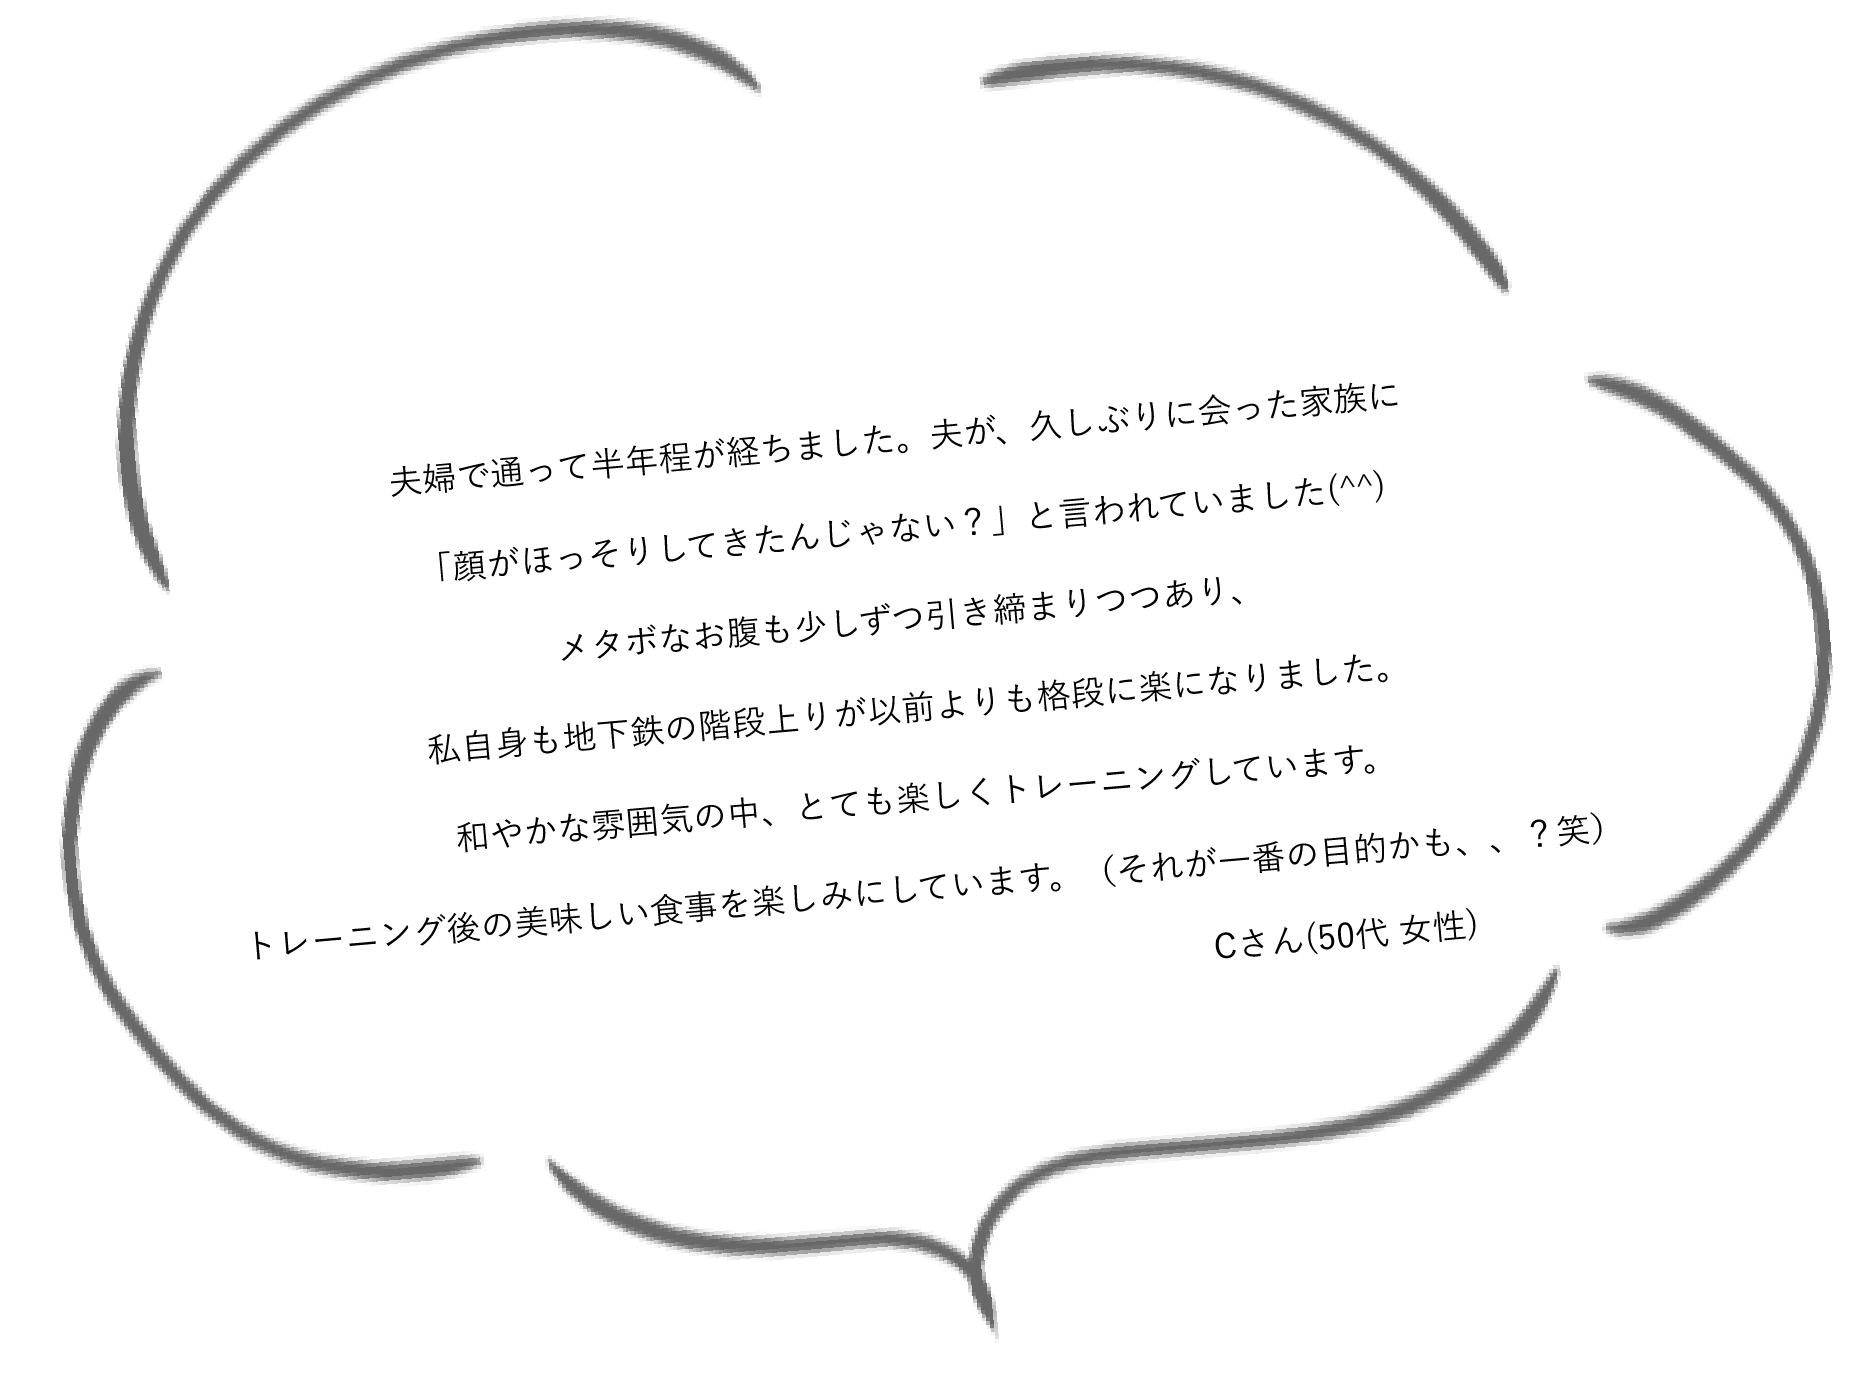 夫婦で通って半年程が経ちました。夫が、久しぶりに会った家族に
「顔がほっそりしてきたんじゃない？」と言われていました(^^)
メタボなお腹も少しずつ引き締まりつつあり、
私自身も地下鉄の階段上りが以前よりも格段に楽になりました。
和やかな雰囲気の中、とても楽しくトレーニングしています。
トレーニング後の美味しい食事を楽しみにしています。（それが一番の目的かも、、？笑）
Cさん(50代 女性)